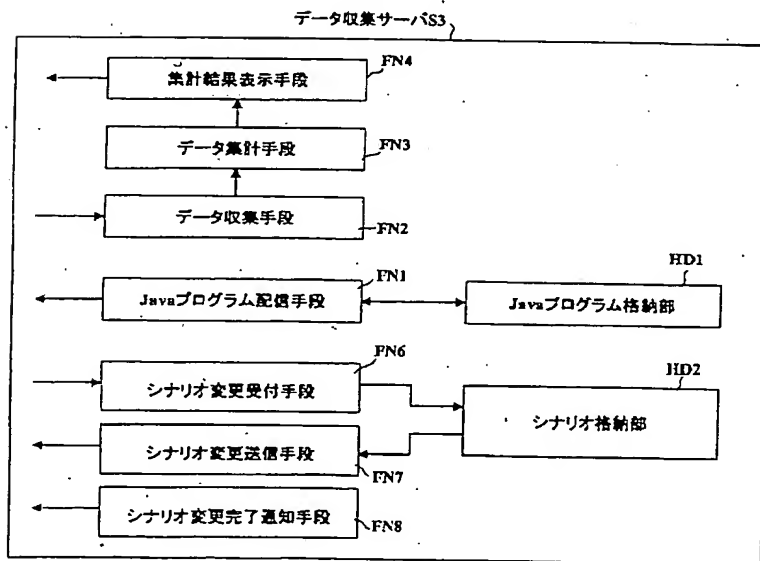 データ収集サーバS3
FN4
集計結果表示手段
FN3
データ集計手段
データ収集手段
FN2
FN1
HD1
Javaプログラム配信手段
Javaプログラム格納部
FN6
HD2
シナリオ変更受付手段
シナリオ格納部
シナリオ変更送信手段
FN7
シナリオ変更完了通知手段
FN8